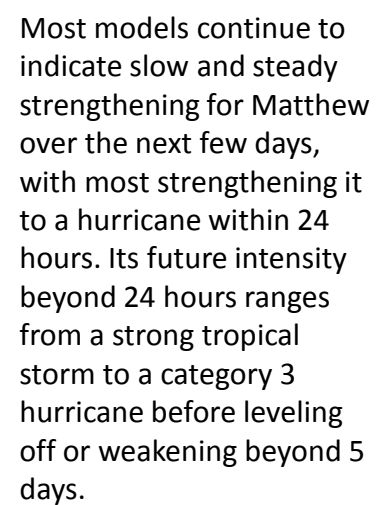 Most models continue to
indicate slow and steady
strengthening for Matthew
over the next few days,
with most strengthening it
to a hurricane within 24
hours. Its future intensity
beyond 24 hours ranges
from a strong tropical
storm to a category 3
hurricane before leveling
off or weakening beyond 5
days.